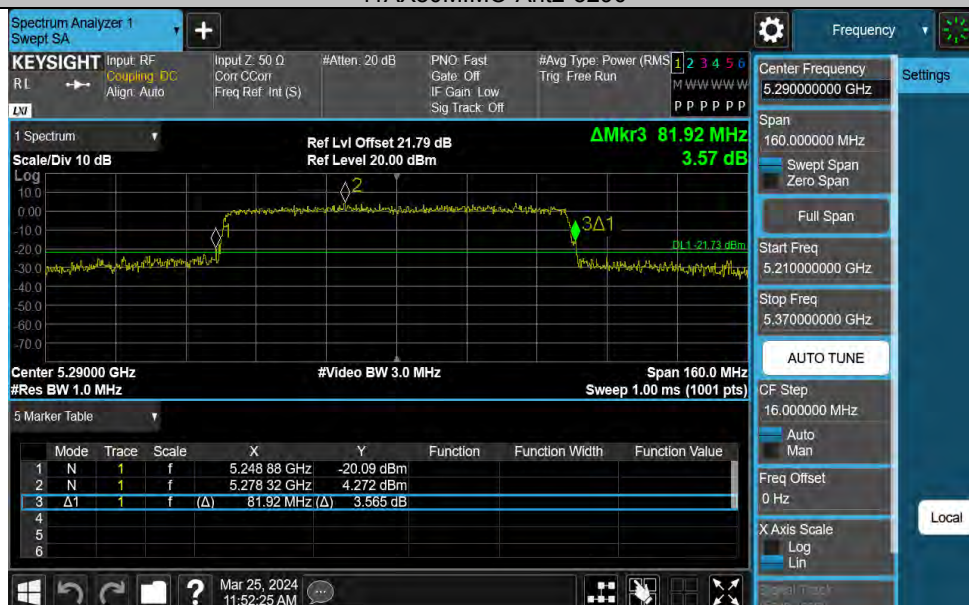 Spectrum Analyzer 1
Swept SA
Frequency
KEYSIGHT
RL
LXI
Input: RF
Coupling: DC
Align: Auto
Input Z: 50 Ω
Corr CCorr
Freq Ref: Int (S)
#Atten: 20 dB
PNO: Fast
Gate: Off
IF Gain: Low
Sig Track: Off
#Avg Type: Power (RMS
Trig: Free Run
1 2 3 4 5 6
M W W W W W
P P P P P P
1 Spectrum
Scale/Div 10 dB
Ref Lvl Offset 21.79 dB
Ref Level 20.00 dBm
ΔMkr3 81.92 MHz
3.57 dB
Log
10.0
0.00
-10.0
-20.0
-30.0
-40.0
-50.0
-60.0
-70.0
1
2
3Δ1
DL1 -21.73 dBm
Center 5.29000 GHz
#Res BW 1.0 MHz
#Video BW 3.0 MHz
Span 160.0 MHz
Sweep 1.00 ms (1001 pts)
5 Marker Table
Mode Trace Scale X Y Function Function Width Function Value
1 N 1 f 5.248 88 GHz -20.09 dBm
2 N 1 f 5.278 32 GHz 4.272 dBm
3 Δ1 1 f (Δ) 81.92 MHz (Δ) 3.565 dB
4
5
6
Mar 25, 2024
11:52:25 AM
Center Frequency
5.290000000 GHz
Span
160.000000 MHz
Swept Span
Zero Span
Full Span
Start Freq
5.210000000 GHz
Stop Freq
5.370000000 GHz
AUTO TUNE
CF Step
16.000000 MHz
Auto
Man
Freq Offset
0 Hz
X Axis Scale
Log
Lin
Signal Track
Settings
Local